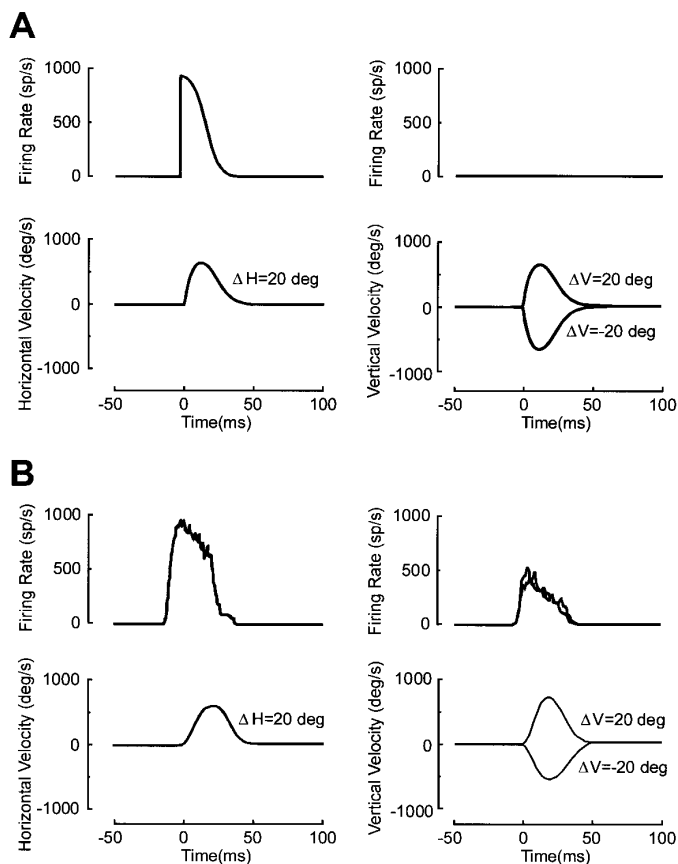 A
Firing Rate (sp/s)
1000
500
0
Firing Rate (sp/s)
1000
500
0
Horizontal Velocity (deg/s)
1000
0
-1000
Δ H=20 deg
-50 0 50 100
Time(ms)
Vertical Velocity (deg/s)
1000
0
-1000
ΔV=20 deg
ΔV=-20 deg
-50 0 50 100
Time(ms)
B
Firing Rate (sp/s)
1000
500
0
Firing Rate (sp/s)
1000
500
0
Horizontal Velocity (deg/s)
1000
0
-1000
Δ H=20 deg
-50 0 50 100
Time(ms)
Vertical Velocity (deg/s)
1000
0
-1000
ΔV=20 deg
ΔV=-20 deg
-50 0 50 100
Time(ms)